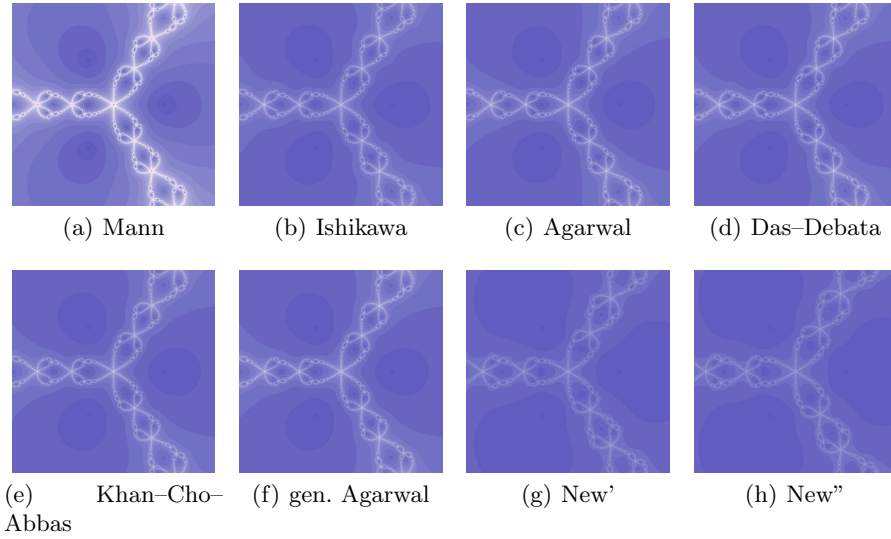 (a) Mann
(b) Ishikawa
(c) Agarwal
(d) Das–Debata
(e) Khan–Cho–
Abbas
(f) gen. Agarwal
(g) New'
(h) New”